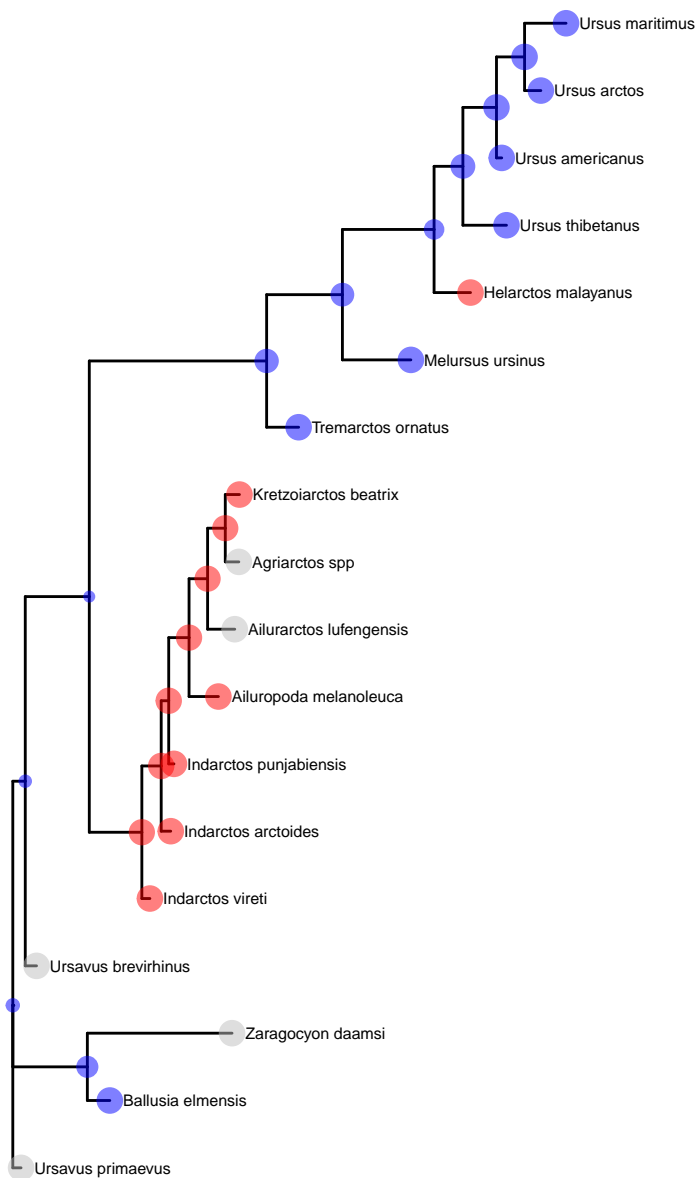 Ursus maritimus
Ursus arctos
Ursus americanus
Ursus thibetanus
Helarctos malayanus
Melursus ursinus
Tremarctos ornatus
Kretzoiarctos beatrix
Agriarctos spp
Ailurarctos lufengensis
Ailuropoda melanoleuca
Indarctos punjabiensis
Indarctos arctoides
Indarctos vireti
Ursavus brevirhinus
Zaragocyon daamsi
Ballusia elmensis
Ursavus primaevus